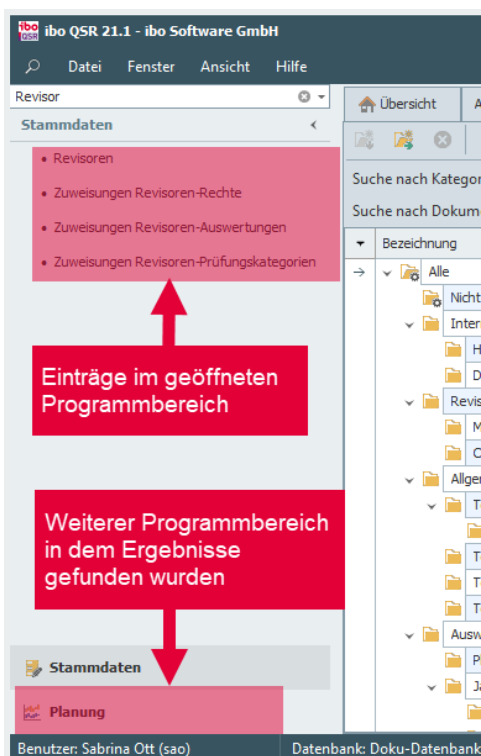 ibo QSR 21.1 - ibo Software GmbH
Datei Fenster Ansicht Hilfe
Revisor
Stammdaten
Revisoren
Zuweisungen Revisoren-Rechte
Zuweisungen Revisoren-Auswertungen
Zuweisungen Revisoren-Prüfungskategorien
Einträge im geöffneten
Programmbereich
Weiterer Programmbereich
in dem Ergebnisse
gefunden wurden
Stammdaten
Planung
Benutzer: Sabrina Ott (sao)
Übersicht A
Suche nach Kategor
Suche nach Dokum
Bezeichnung
Alle
Nicht
Inter
H
D
Revis
M
Allger
T
T
T
T
Ausw
P
J
Datenbank: Doku-Datenbank